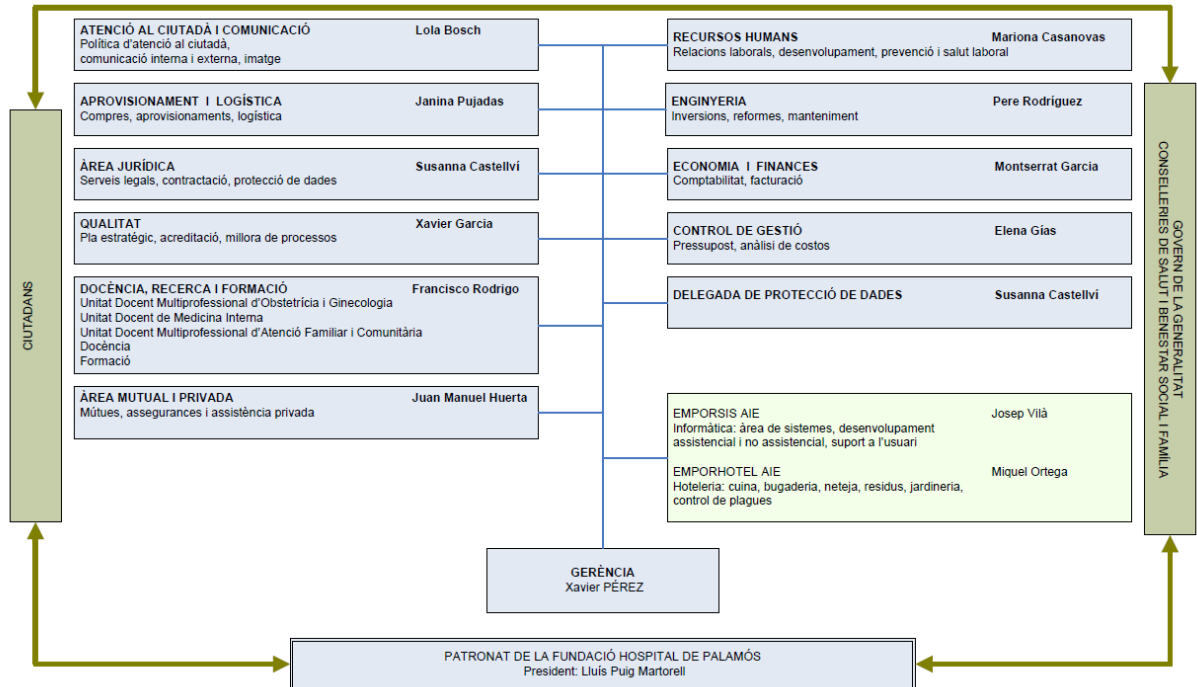 ATENCIÓ AL CIUTADÀ I COMUNICACIÓ Lola Bosch
Política d'atenció al ciutadà,
comunicació interna i externa, imatge
APROVISIONAMENT I LOGÍSTICA Janina Pujadas
Compres, aprovisionaments, logística
ÀREA JURÍDICA Susanna Castellví
Serveis legals, contractació, protecció de dades
QUALITAT Xavier Garcia
Pla estratégic, acreditació, millora de processos
DOCÈNCIA, RECERCA I FORMACIÓ Francisco Rodrigo
Unitat Docent Multiprofessional d'Obstetrícia i Ginecologia
Unitat Docent de Medicina Interna
Unitat Docent Multiprofessional d'Atenció Familiar i Comunitària
Docència
Formació
ÀREA MUTUAL I PRIVADA Juan Manuel Huerta
Mútues, assegurances i assistència privada
RECURSOS HUMANS Mariona Casanovas
Relacions laborals, desenvolupament, prevenció i salut laboral
ENGINYERIA Pere Rodríguez
Inversions, reformes, manteniment
ECONOMIA I FINANCES Montserrat Garcia
Comptabilitat, facturació
CONTROL DE GESTIÓ Elena Gías
Pressupost, anàlisi de costos
DELEGADA DE PROTECCIÓ DE DADES Susanna Castellví
EMPORSIS AIE Josep Vilà
Informàtica: àrea de sistemes, desenvolupament
assistencial i no assistencial, suport a l'usuari
EMPORHOTEL AIE Miquel Ortega
Hoteleria: cuina, bugaderia, neteja, residus, jardineria,
control de plagues
CIUTADANS
GOVERN DE LA GENERALITAT
CONSELLERIES DE SALUT I BENESTAR SOCIAL I FAMÍLIA
GERÈNCIA
Xavier PÉREZ
PATRONAT DE LA FUNDACIÓ HOSPITAL DE PALAMÓS
President: Lluís Puig Martorell